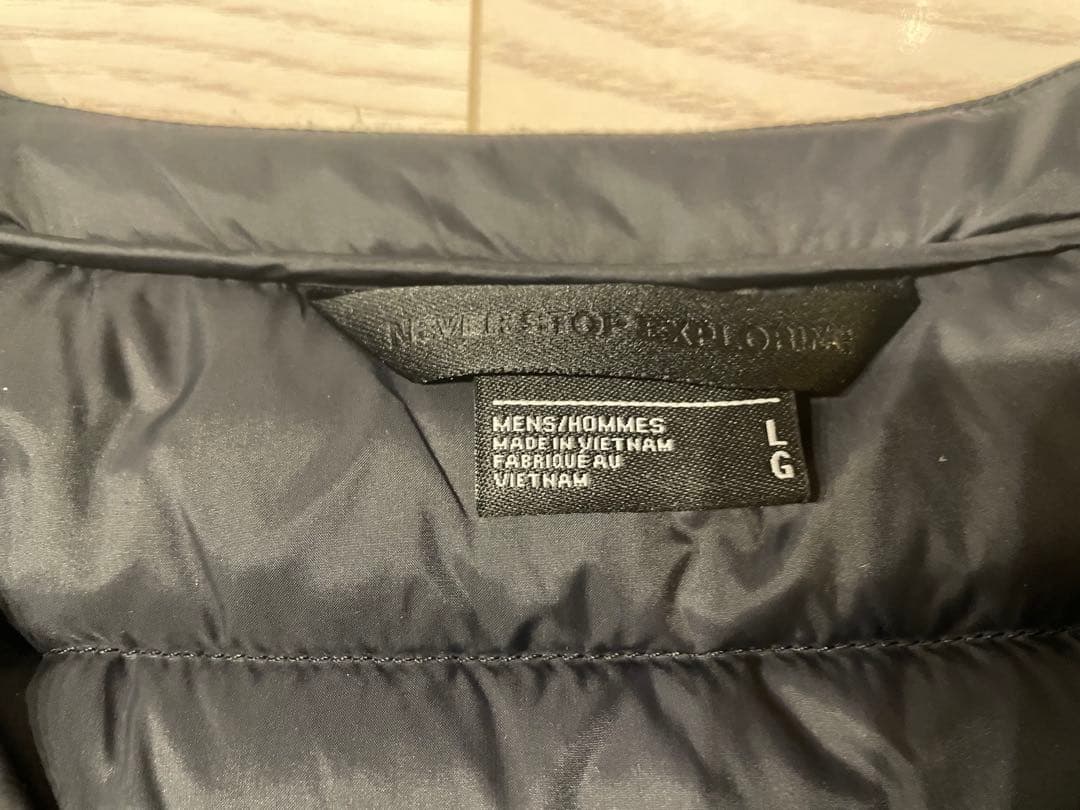 NEVER STOP EXPLORING
MENS/HOMMES
MADE IN VIETNAM
FABRIQUÉ AU
VIETNAM
L
G